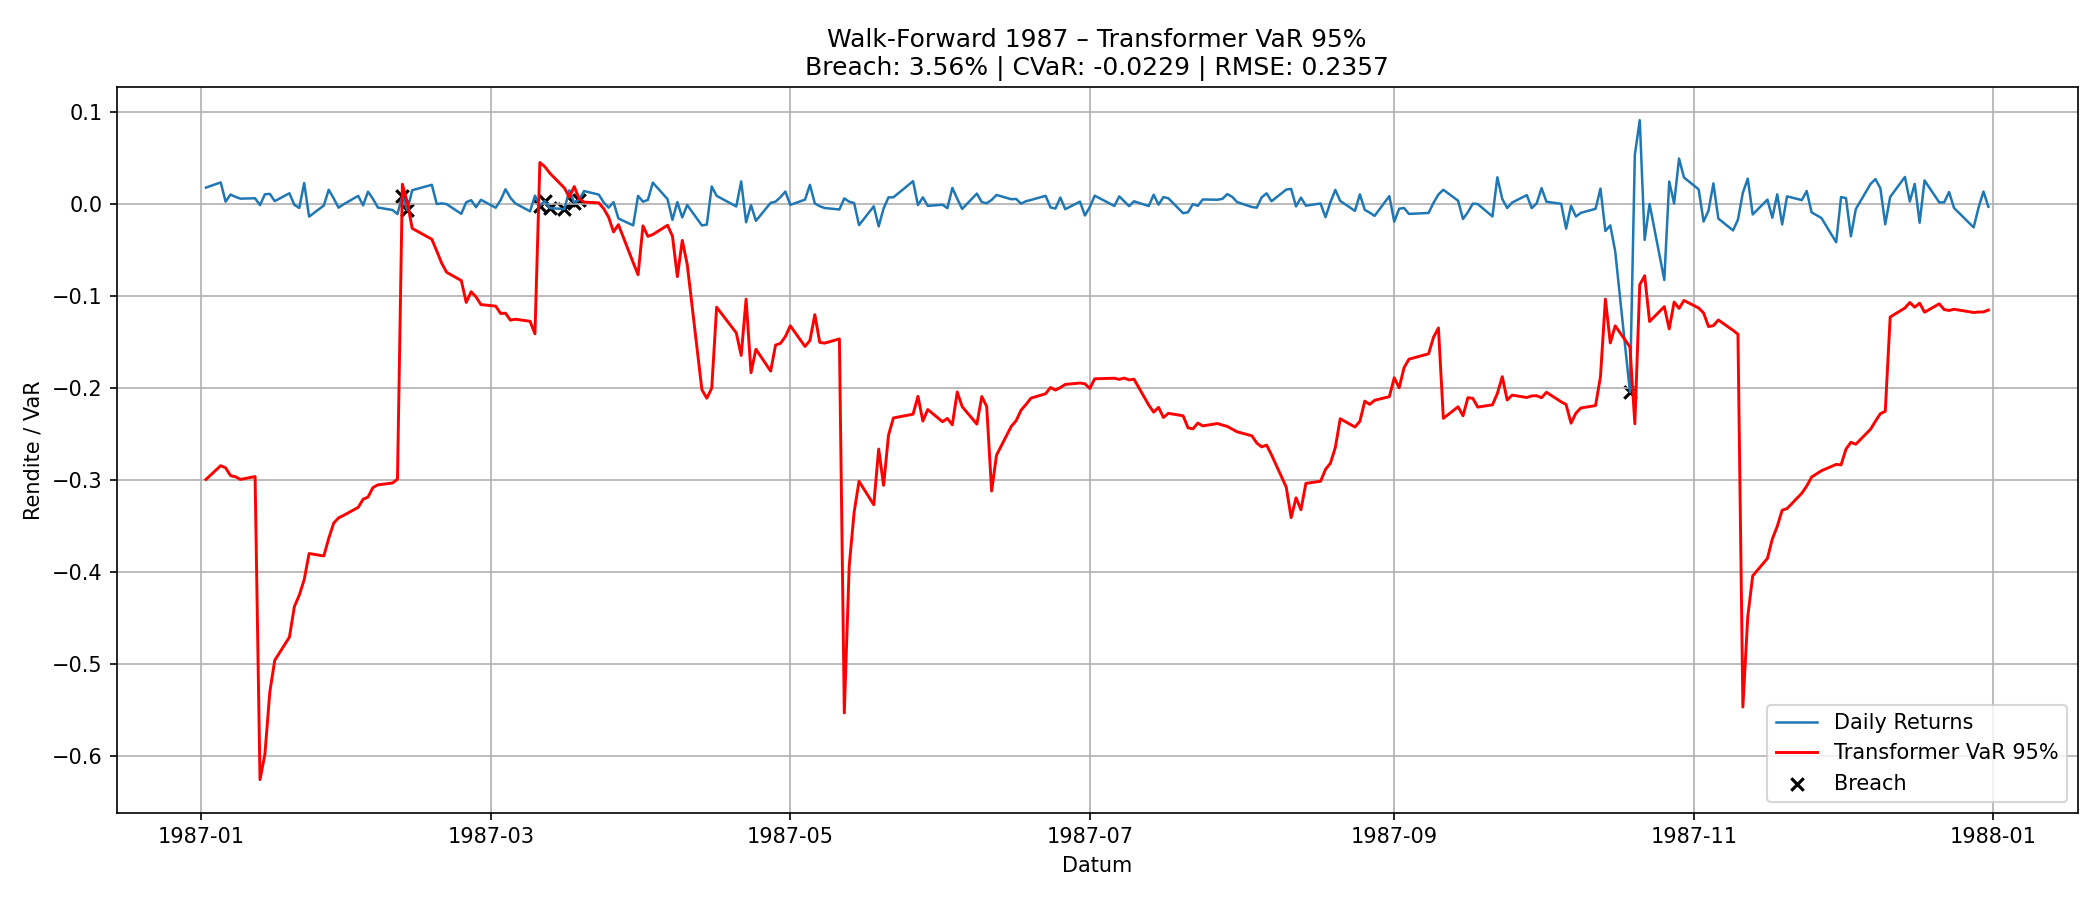 Walk-Forward 1987 – Transformer VaR 95%
Breach: 3.56% | CVaR: -0.0229 | RMSE: 0.2357
Rendite / VaR
0.1
0.0
−0.1
−0.2
−0.3
−0.4
−0.5
−0.6
Daily Returns
Transformer VaR 95%
Breach
1987-01
1987-03
1987-05
1987-07
1987-09
1987-11
1988-01
Datum